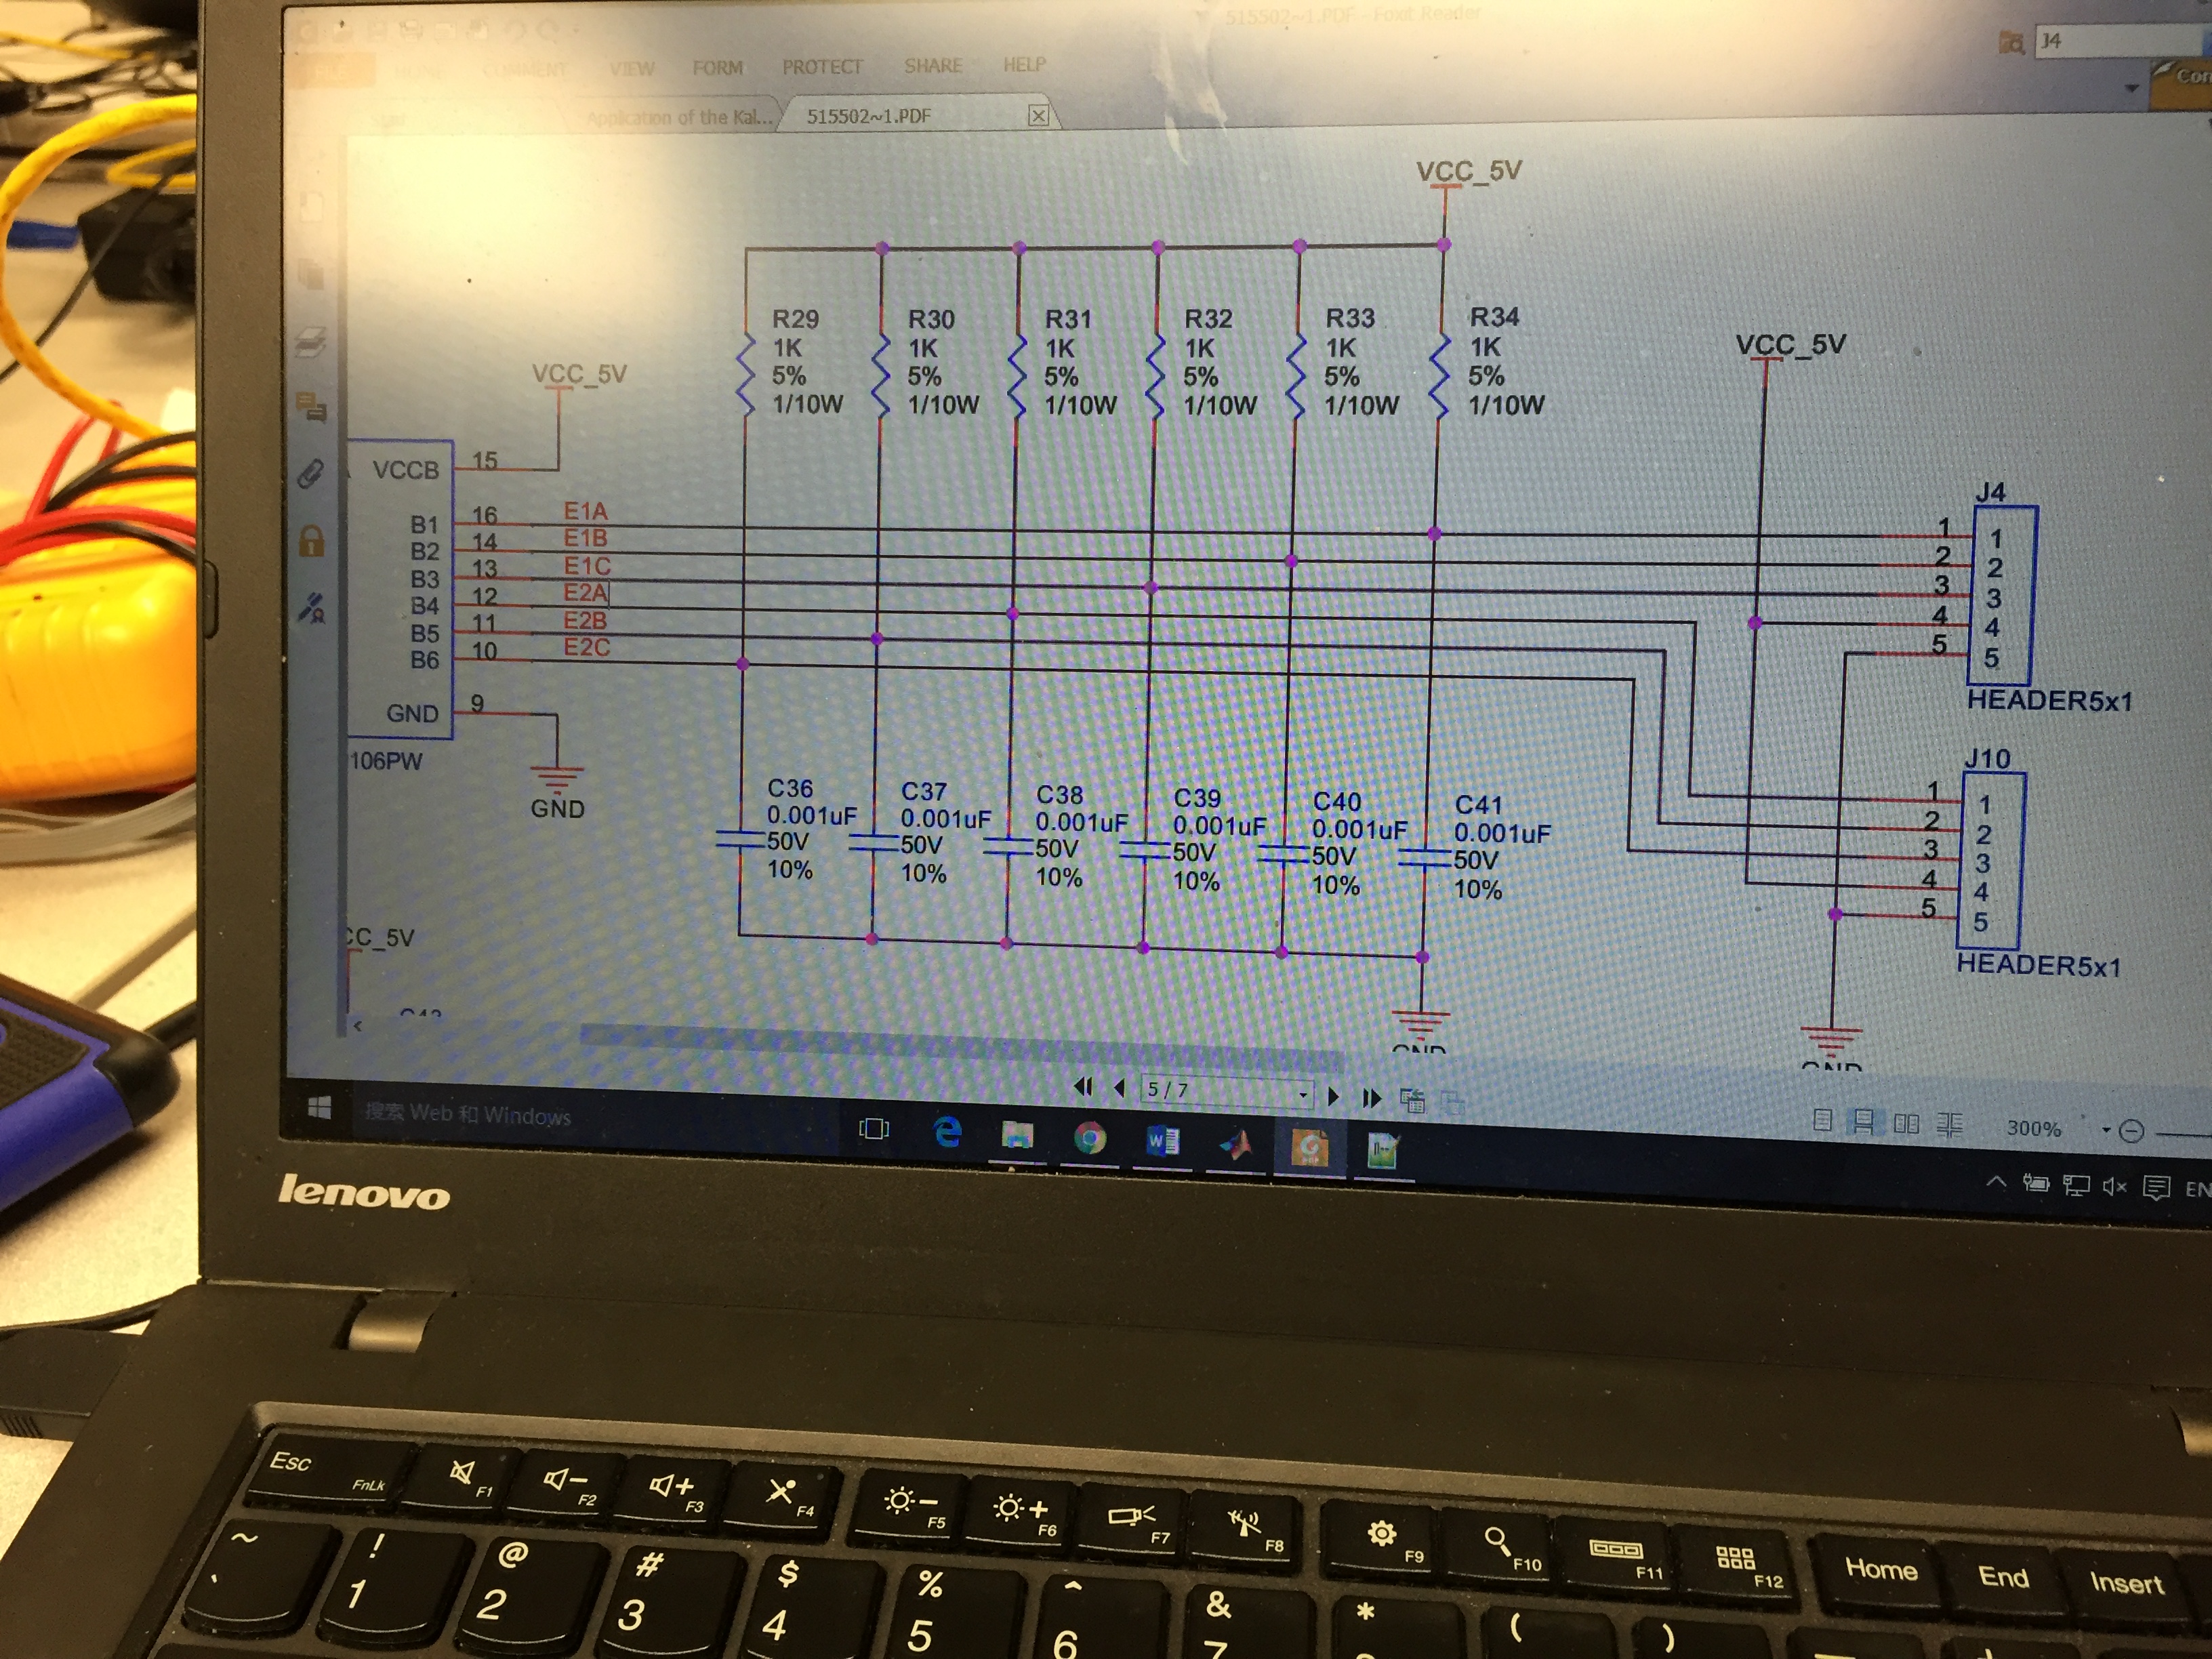 515502~1.PDF - Foxit Reader
J4
HOME COMMENT VIEW FORM PROTECT SHARE HELP
Application of the Kal...
515502~1.PDF
VCC_5V
R29
1K
5%
1/10W
R30
1K
5%
1/10W
R31
1K
5%
1/10W
R32
1K
5%
1/10W
R33
1K
5%
1/10W
R34
1K
5%
1/10W
VCC_5V
VCC_5V
VCCB 15
B1 16 E1A
B2 14 E1B
B3 13 E1C
B4 12 E2A
B5 11 E2B
B6 10 E2C
GND 9
106PW
GND
J4
1 1
2 2
3 3
4 4
5 5
HEADER5x1
J10
1 1
2 2
3 3
4 4
5 5
HEADER5x1
C36
0.001uF
50V
10%
C37
0.001uF
50V
10%
C38
0.001uF
50V
10%
C39
0.001uF
50V
10%
C40
0.001uF
50V
10%
C41
0.001uF
50V
10%
CC_5V
GND
GND
5 / 7
300%
搜索 Web 和 Windows
EN
lenovo
Esc FnLk F1 F2 F3 F4 F5 F6 F7 F8 F9 F10 F11 F12 Home End Insert
~ ! @ # $ % ^ & * ( )
` 1 2 3 4 5 6 7